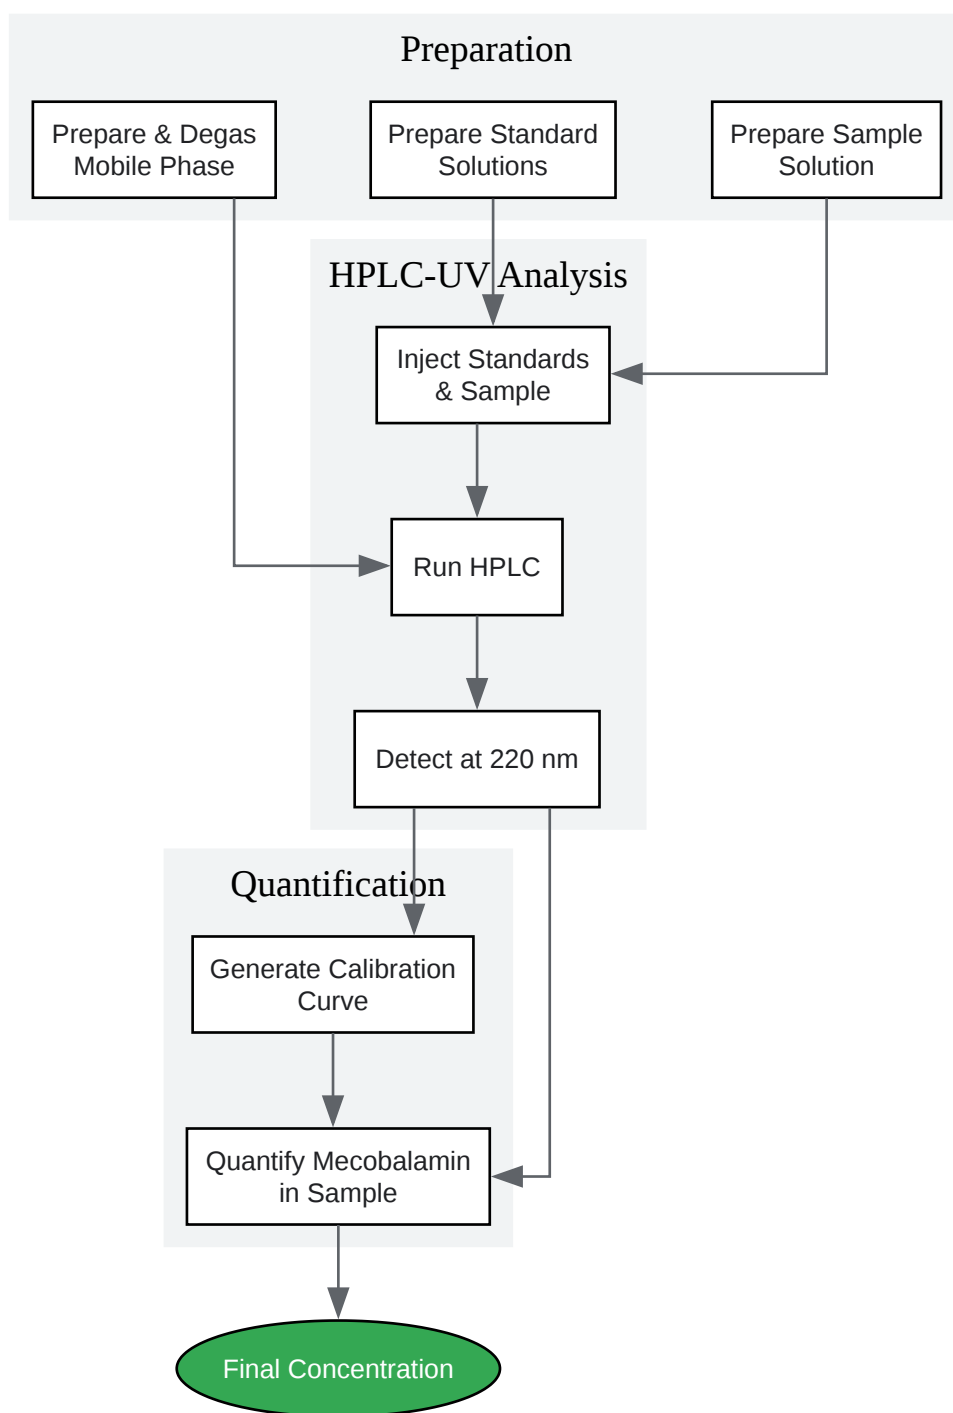 Preparation
Prepare & Degas
Mobile Phase
Prepare Standard
Solutions
Prepare Sample
Solution
HPLC-UV Analysis
Inject Standards
& Sample
Run HPLC
Detect at 220 nm
Quantification
Generate Calibration
Curve
Quantify Mecobalamin
in Sample
Final Concentration